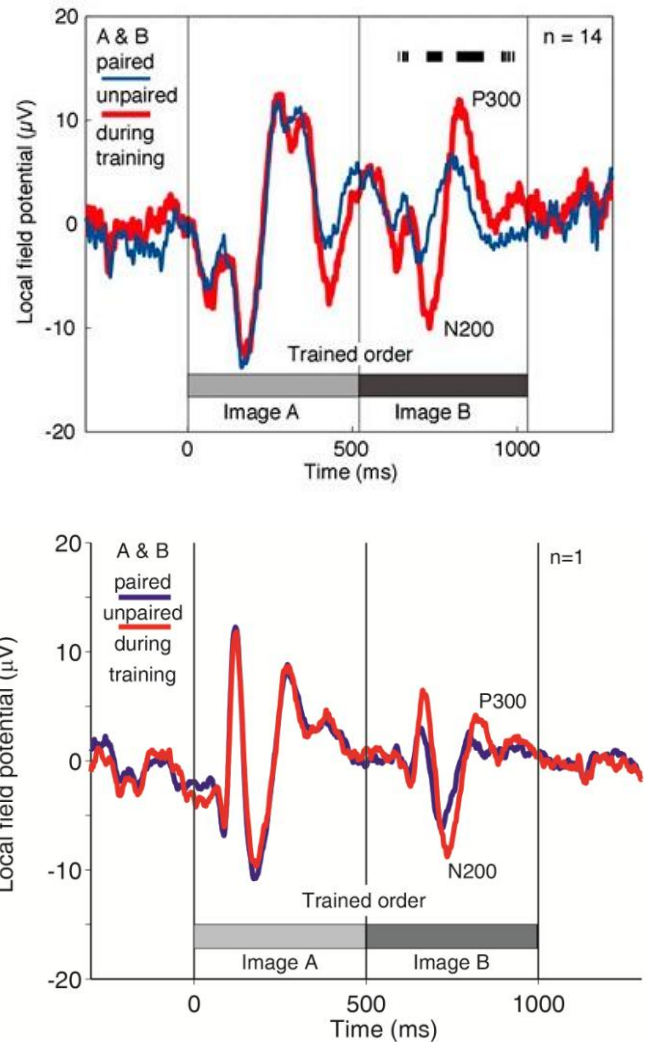 20
A & B
n = 14
paired
P300
unpaired
10
during
training
Local field potential (µV)
0
-10
N200
Trained order
Image A
Image B
-20
0
500
1000
Time (ms)
20
A & B
n=1
paired
unpaired
10
during
P300
training
Local field potential (µV)
0
-10
N200
Trained order
Image A
Image B
-20
0
500
1000
Time (ms)